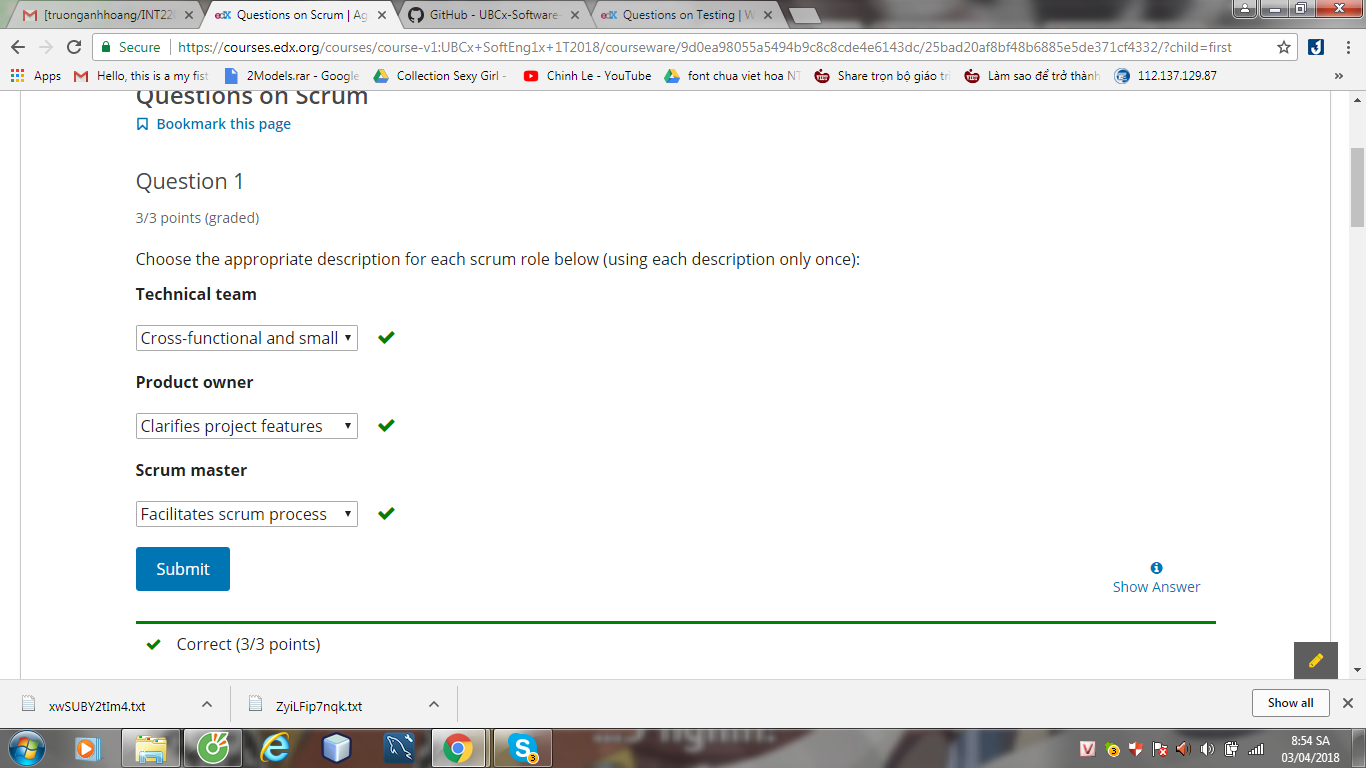 [truonganhhoang/INT22
edX Questions on Scrum | Ag
GitHub - UBCx-Software-
edX Questions on Testing | W
Secure https://courses.edx.org/courses/course-v1:UBCx+SoftEng1x+1T2018/courseware/9d0ea98055a5494b9c8c8cde4e6143dc/25bad20af8bf48b6885e5de371cf4332/?child=first
Apps Hello, this is a my fist 2Models.rar - Google Collection Sexy Girl - Chinh Le - YouTube font chua viet hoa NT Share trọn bộ giáo trì Làm sao để trở thành 112.137.129.87 »
Questions on Scrum
Bookmark this page
Question 1
3/3 points (graded)
Choose the appropriate description for each scrum role below (using each description only once):
Technical team
Cross-functional and small
Product owner
Clarifies project features
Scrum master
Facilitates scrum process
Submit
Show Answer
Correct (3/3 points)
xwSUBY2tIm4.txt
ZyiLFip7nqk.txt
Show all
8:54 SA
03/04/2018